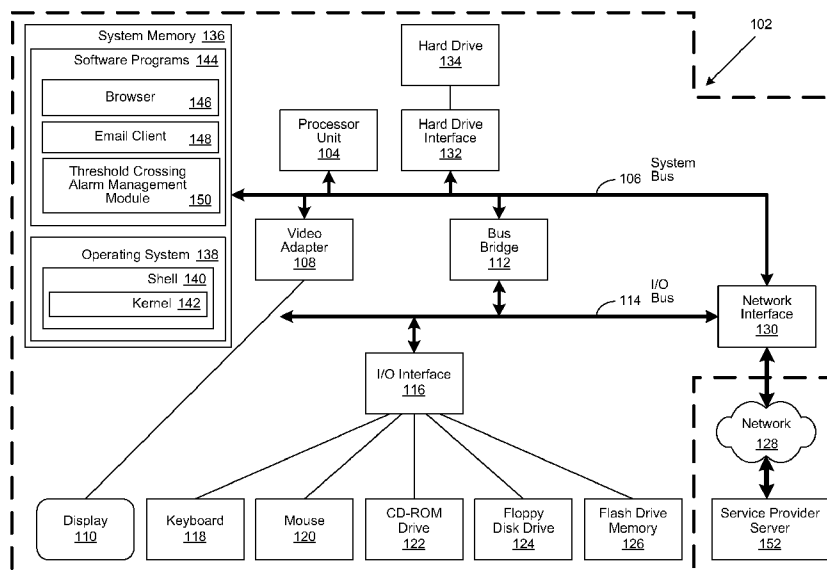 102
System Memory 136
Software Programs 144
Browser
146
Email Client
148
Threshold Crossing
Alarm Management
Module 150
Operating System 138
Shell 140
Kernel 142
Hard Drive
134
Processor
Unit
104
Hard Drive
Interface
132
106
System
Bus
Video
Adapter
108
Bus
Bridge
112
114
I/O
Bus
Network
Interface
130
I/O Interface
116
Network
128
Display
110
Keyboard
118
Mouse
120
CD-ROM
Drive
122
Floppy
Disk Drive
124
Flash Drive
Memory
126
Service Provider
Server
152